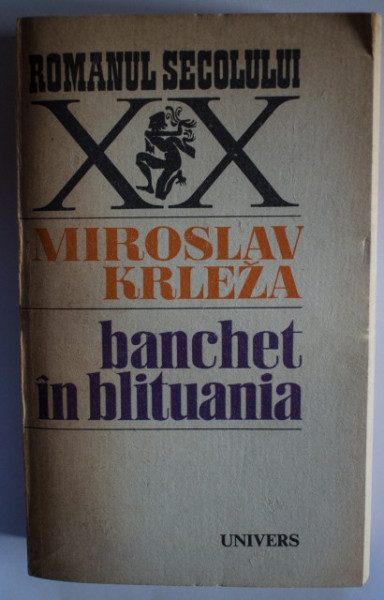 ROMANUL SECOLULUI
XX
MIROSLAV
KRLEŽA
banchet
în blituania
UNIVERS